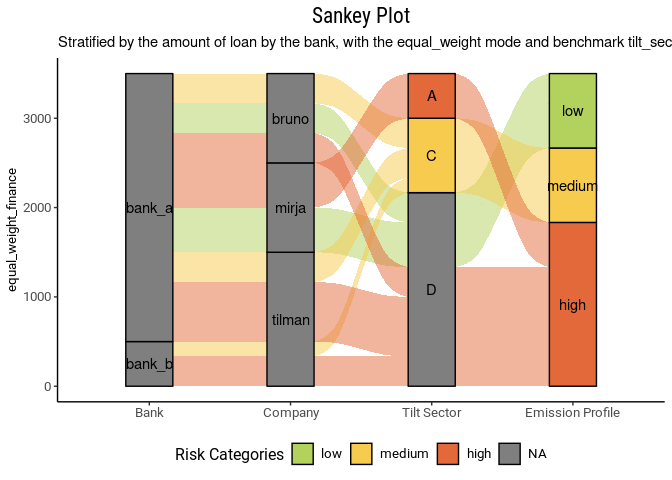 Sankey Plot
Stratified by the amount of loan by the bank, with the equal_weight mode and benchmark tilt_sec
equal_weight_finance
3000
2000
1000
0
bank_a
bank_b
bruno
mirja
tilman
A
C
D
low
medium
high
Bank Company Tilt Sector Emission Profile
Risk Categories low medium high NA